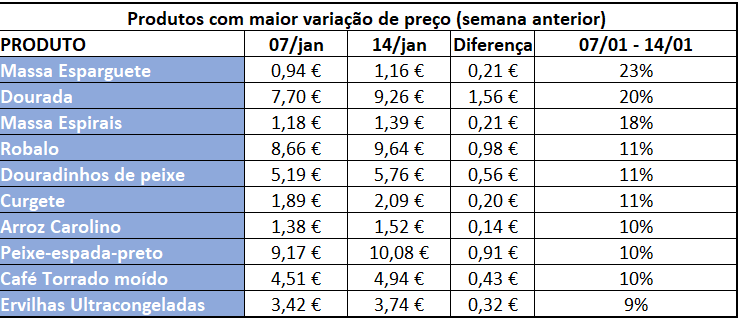 Produtos com maior variação de preço (semana anterior)
PRODUTO 07/jan 14/jan Diferença 07/01 - 14/01
Massa Esparguete 0,94 € 1,16 € 0,21 € 23%
Dourada 7,70 € 9,26 € 1,56 € 20%
Massa Espirais 1,18 € 1,39 € 0,21 € 18%
Robalo 8,66 € 9,64 € 0,98 € 11%
Douradinhos de peixe 5,19 € 5,76 € 0,56 € 11%
Curgete 1,89 € 2,09 € 0,20 € 11%
Arroz Carolino 1,38 € 1,52 € 0,14 € 10%
Peixe-espada-preto 9,17 € 10,08 € 0,91 € 10%
Café Torrado moído 4,51 € 4,94 € 0,43 € 10%
Ervilhas Ultracongeladas 3,42 € 3,74 € 0,32 € 9%